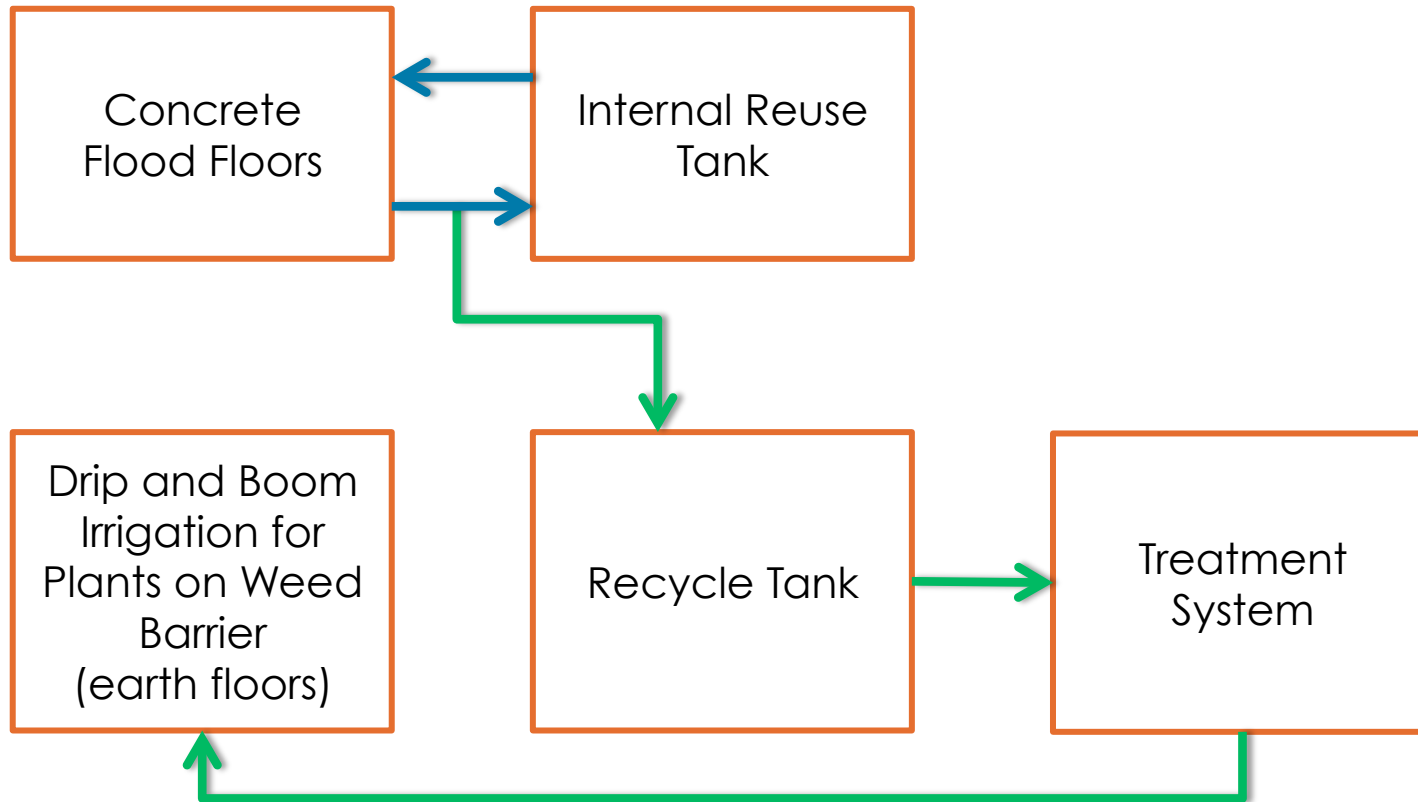 Concrete
Flood Floors
Internal Reuse
Tank
Drip and Boom
Irrigation for
Plants on Weed
Barrier
(earth floors)
Recycle Tank
Treatment
System